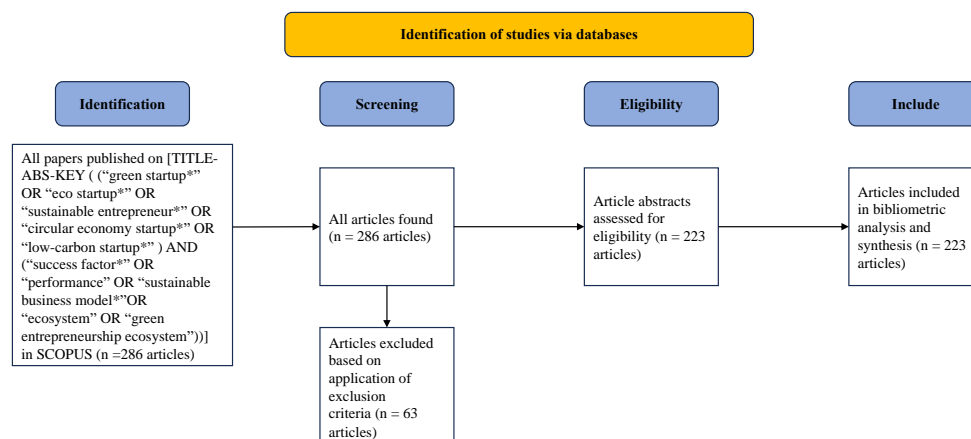 Identification of studies via databases
Identification
Screening
Eligibility
Include
All papers published on [TITLE-
ABS-KEY ( (“green startup*”
OR “eco startup*” OR
“sustainable entrepreneur*” OR
“circular economy startup*” OR
“low-carbon startup*” ) AND
(“success factor*” OR
“performance” OR “sustainable
business model*”OR
“ecosystem” OR “green
entrepreneurship ecosystem”))]
in SCOPUS (n =286 articles)
All articles found
(n = 286 articles)
Articles excluded
based on
application of
exclusion
criteria (n = 63
articles)
Article abstracts
assessed for
eligibility (n = 223
articles)
Articles included
in bibliometric
analysis and
synthesis (n = 223
articles)